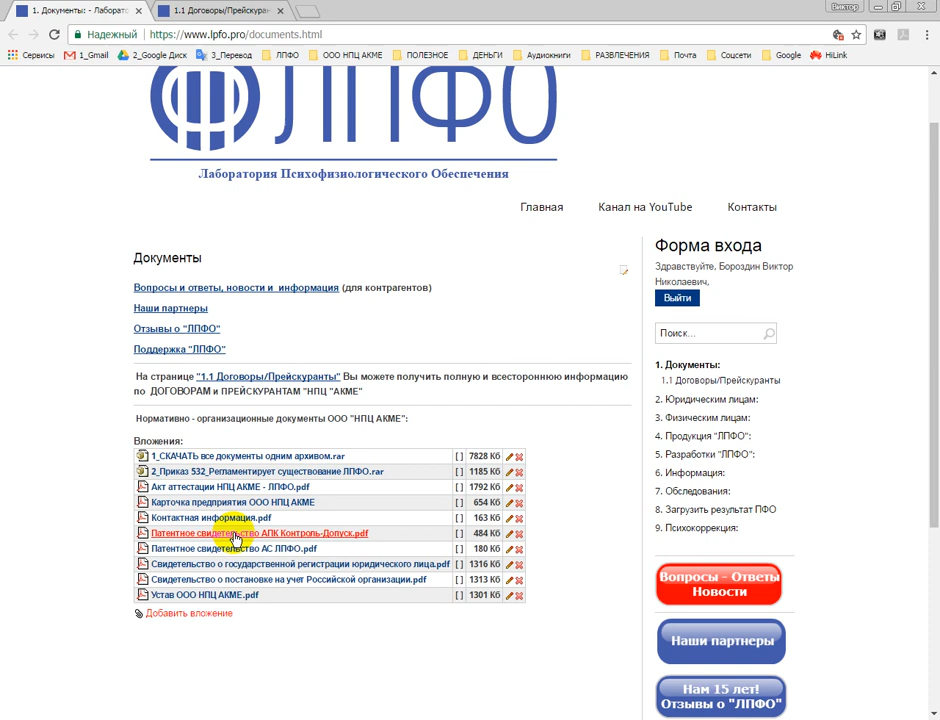 1. Документы: - Лаборато
1.1 Договоры/Прейскуран
Виктор
Надежный
https://www.lpfo.pro/documents.html
Сервисы
1_Gmail
2_Google Диск
3_Перевод
ЛПФО
ООО НПЦ АКМЕ
ПОЛЕЗНОЕ
ДЕНЬГИ
Аудиокниги
РАЗВЛЕЧЕНИЯ
Почта
Соцсети
Google
HiLink
ЛПФО
Лаборатория Психофизиологического Обеспечения
Главная
Канал на YouTube
Контакты
Документы
Вопросы и ответы, новости и информация (для контрагентов)
Наши партнеры
Отзывы о "ЛПФО"
Поддержка "ЛПФО"
На странице "1.1 Договоры/Прейскуранты" Вы можете получить полную и всестороннюю информацию
по ДОГОВОРАМ и ПРЕЙСКУРАНТАМ "НПЦ "АКМЕ"
Нормативно - организационные документы ООО "НПЦ АКМЕ":
Вложения:
1_СКАЧАТЬ все документы одним архивом.rar [ ] 7828 Кб
2_Приказ 532_Регламентирует существование ЛПФО.rar [ ] 1185 Кб
Акт аттестации НПЦ АКМЕ - ЛПФО.pdf [ ] 1792 Кб
Карточка предприятия ООО НПЦ АКМЕ [ ] 654 Кб
Контактная информация.pdf [ ] 163 Кб
Патентное свидетельство АПК Контроль-Допуск.pdf [ ] 484 Кб
Патентное свидетельство АС ЛПФО.pdf [ ] 180 Кб
Свидетельство о государственной регистрации юридического лица.pdf [ ] 1316 Кб
Свидетельство о постановке на учет Российской организации.pdf [ ] 1313 Кб
Устав ООО НПЦ АКМЕ.pdf [ ] 1301 Кб
Добавить вложение
Форма входа
Здравствуйте, Бороздин Виктор
Николаевич,
Выйти
Поиск...
1. Документы:
1.1 Договоры/Прейскуранты
2. Юридическим лицам:
3. Физическим лицам:
4. Продукция "ЛПФО":
5. Разработки "ЛПФО":
6. Информация:
7. Обследования:
8. Загрузить результат ПФО
9. Психокоррекция:
Вопросы - Ответы
Новости
Наши партнеры
Нам 15 лет!
Отзывы о "ЛПФО"